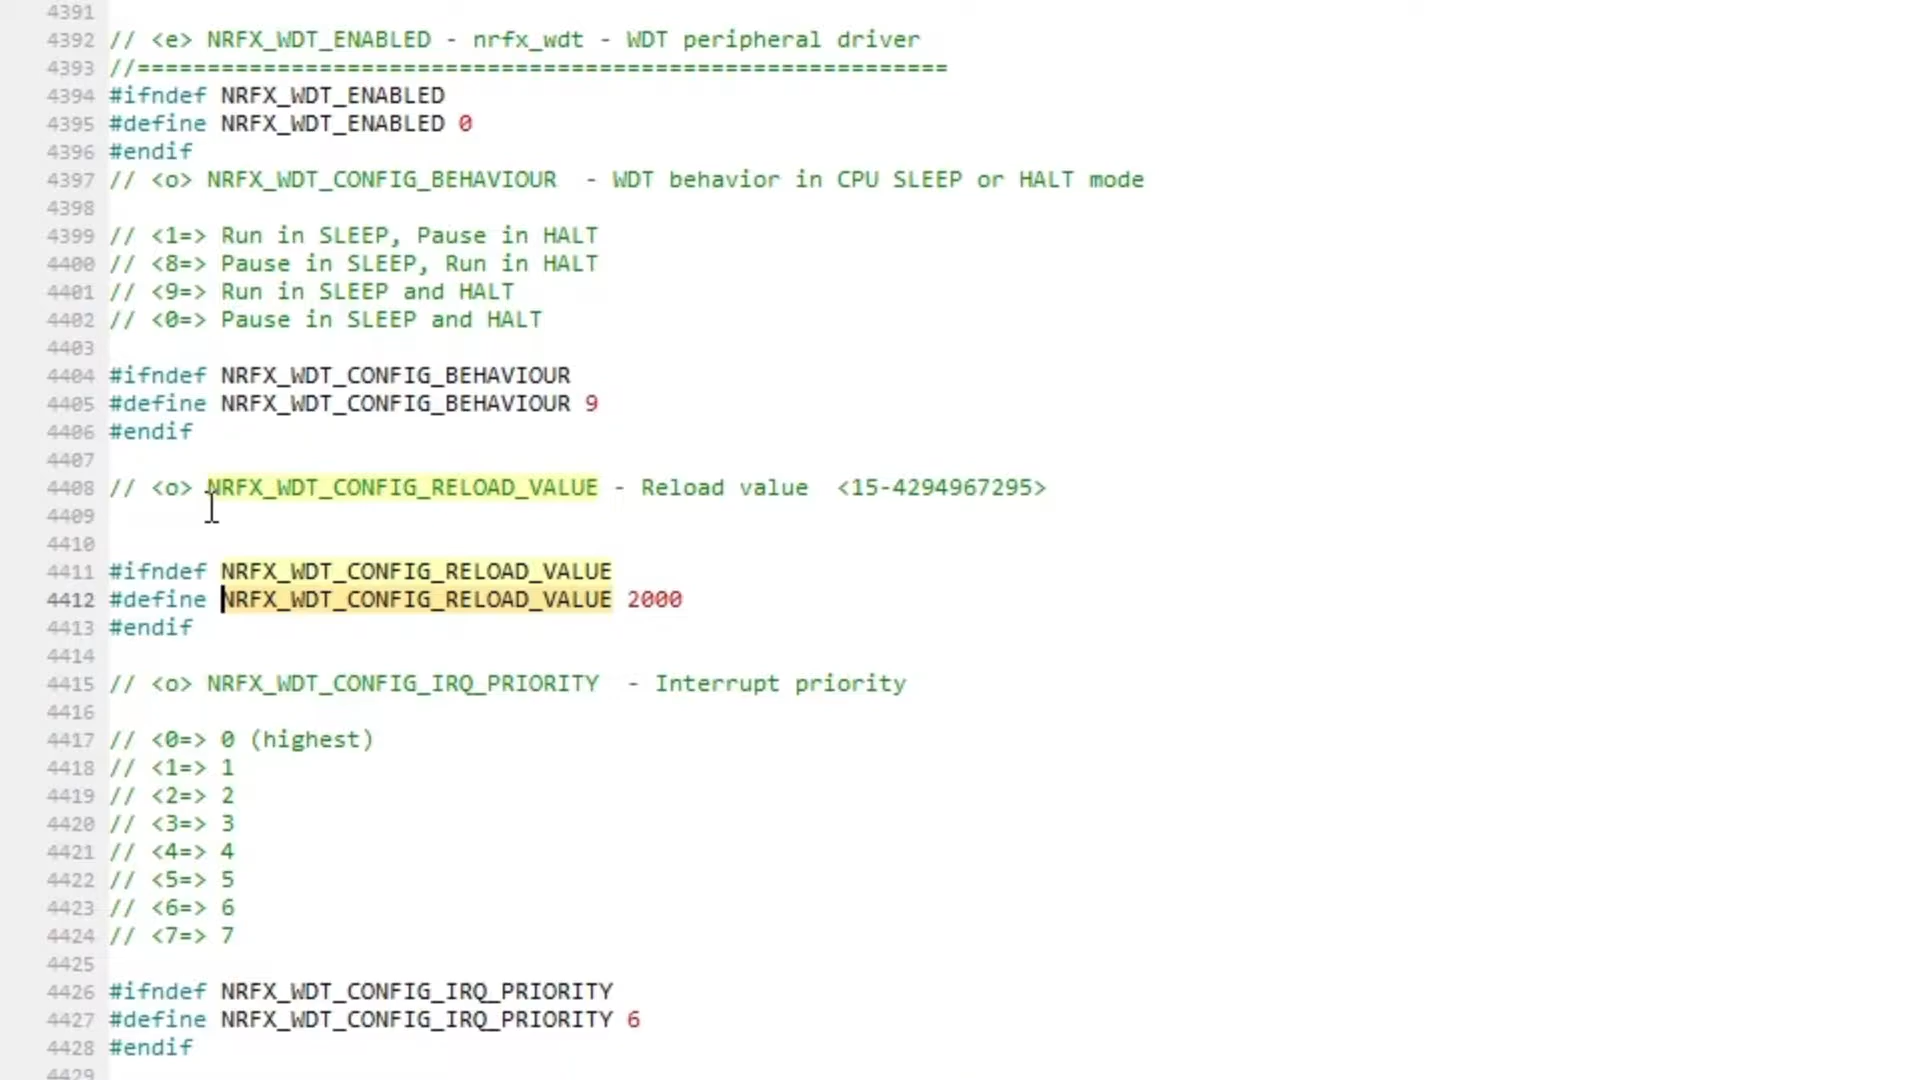 4391
4392 // <e> NRFX_WDT_ENABLED - nrfx_wdt - WDT peripheral driver
4393 //==========================================================
4394 #ifndef NRFX_WDT_ENABLED
4395 #define NRFX_WDT_ENABLED 0
4396 #endif
4397 // <o> NRFX_WDT_CONFIG_BEHAVIOUR  - WDT behavior in CPU SLEEP or HALT mode
4398
4399 // <1=> Run in SLEEP, Pause in HALT
4400 // <8=> Pause in SLEEP, Run in HALT
4401 // <9=> Run in SLEEP and HALT
4402 // <0=> Pause in SLEEP and HALT
4403
4404 #ifndef NRFX_WDT_CONFIG_BEHAVIOUR
4405 #define NRFX_WDT_CONFIG_BEHAVIOUR 9
4406 #endif
4407
4408 // <o> NRFX_WDT_CONFIG_RELOAD_VALUE - Reload value  <15-4294967295>
4409
4410
4411 #ifndef NRFX_WDT_CONFIG_RELOAD_VALUE
4412 #define NRFX_WDT_CONFIG_RELOAD_VALUE 2000
4413 #endif
4414
4415 // <o> NRFX_WDT_CONFIG_IRQ_PRIORITY  - Interrupt priority
4416
4417 // <0=> 0 (highest)
4418 // <1=> 1
4419 // <2=> 2
4420 // <3=> 3
4421 // <4=> 4
4422 // <5=> 5
4423 // <6=> 6
4424 // <7=> 7
4425
4426 #ifndef NRFX_WDT_CONFIG_IRQ_PRIORITY
4427 #define NRFX_WDT_CONFIG_IRQ_PRIORITY 6
4428 #endif
4429